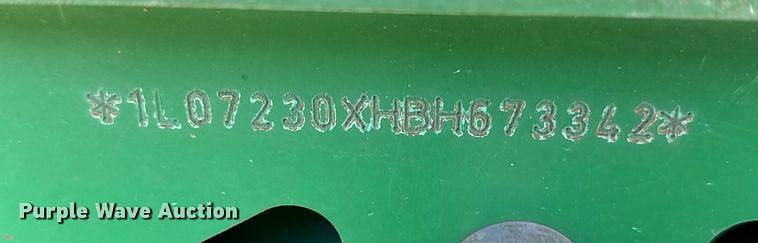 *1L07230XHBH673342*
Purple Wave Auction